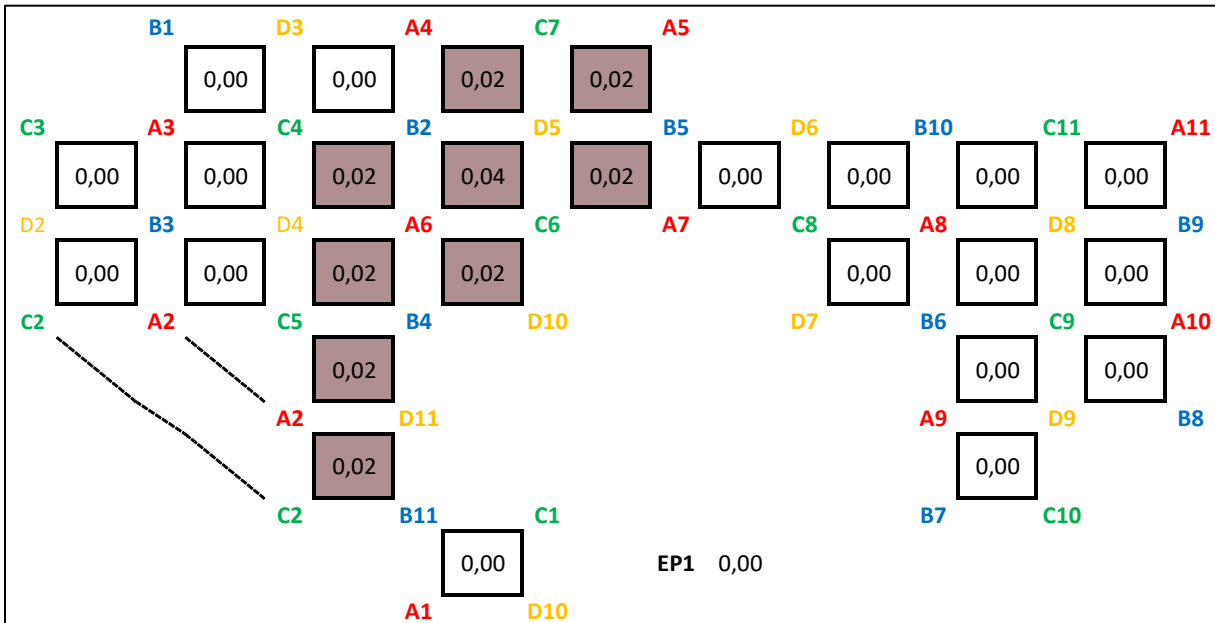 B1 D3 A4 C7 A5
0,00 0,00 0,02 0,02
C3 A3 C4 B2 D5 B5 D6 B10 C11 A11
0,00 0,00 0,02 0,04 0,02 0,00 0,00 0,00 0,00
D2 B3 D4 A6 C6 A7 C8 A8 D8 B9
0,00 0,00 0,02 0,02 0,00 0,00 0,00
C2 A2 C5 B4 D10 D7 B6 C9 A10
0,02 0,00 0,00
A2 D11 A9 D9 B8
0,02 0,00
C2 B11 C1 B7 C10
0,00 EP1 0,00
A1 D10